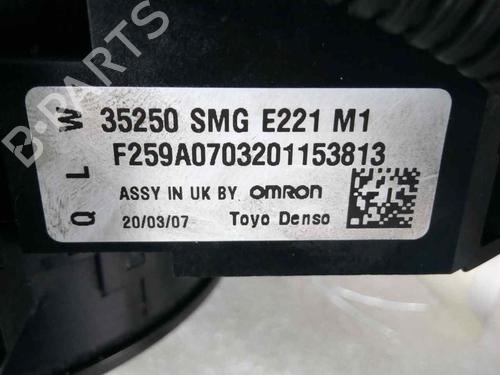 35250 SMG E221 M1
F259A0703201153813
ASSY IN UK BY OMRON
20/03/07 Toyo Denso
Q L W
B-PARTS